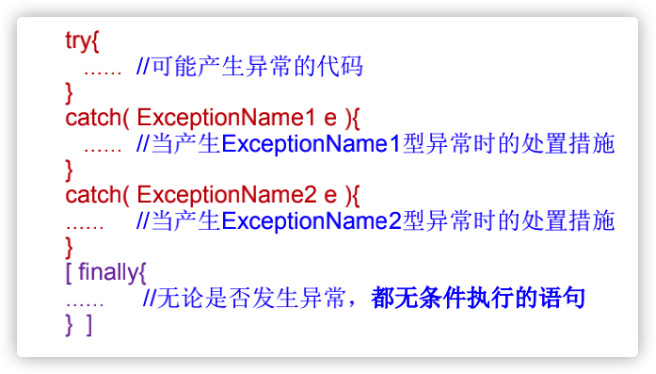 try{
...... //可能产生异常的代码
}
catch( ExceptionName1 e ){
...... //当产生ExceptionName1型异常时的处置措施
}
catch( ExceptionName2 e ){
...... //当产生ExceptionName2型异常时的处置措施
}
[ finally{
...... //无论是否发生异常，都无条件执行的语句
} ]